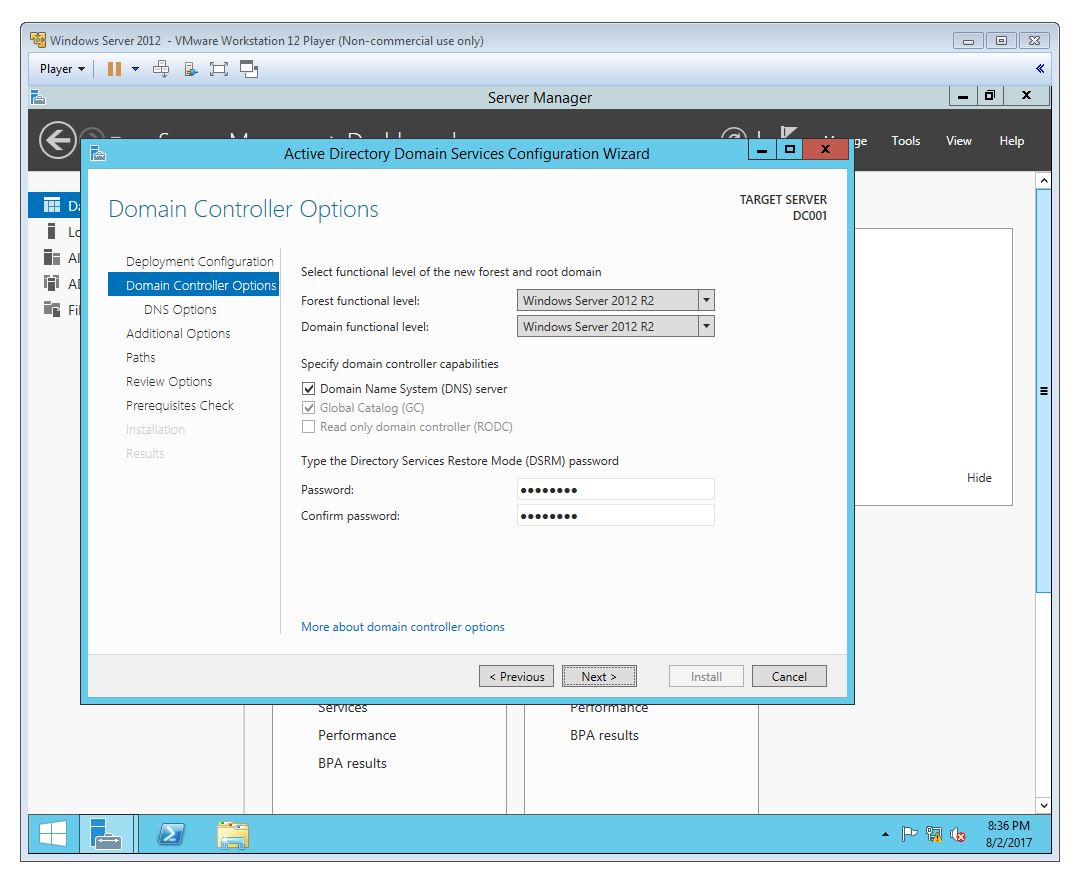 Windows Server 2012 - VMware Workstation 12 Player (Non-commercial use only)
Player
Server Manager
Tools View Help
Active Directory Domain Services Configuration Wizard
Domain Controller Options
TARGET SERVER
DC001
Deployment Configuration
Domain Controller Options
DNS Options
Additional Options
Paths
Review Options
Prerequisites Check
Installation
Results
Select functional level of the new forest and root domain
Forest functional level: Windows Server 2012 R2
Domain functional level: Windows Server 2012 R2
Specify domain controller capabilities
Domain Name System (DNS) server
Global Catalog (GC)
Read only domain controller (RODC)
Type the Directory Services Restore Mode (DSRM) password
Password: ●●●●●●●●
Confirm password: ●●●●●●●●
More about domain controller options
< Previous Next > Install Cancel
Hide
Services
Performance
BPA results
Performance
BPA results
8:36 PM
8/2/2017